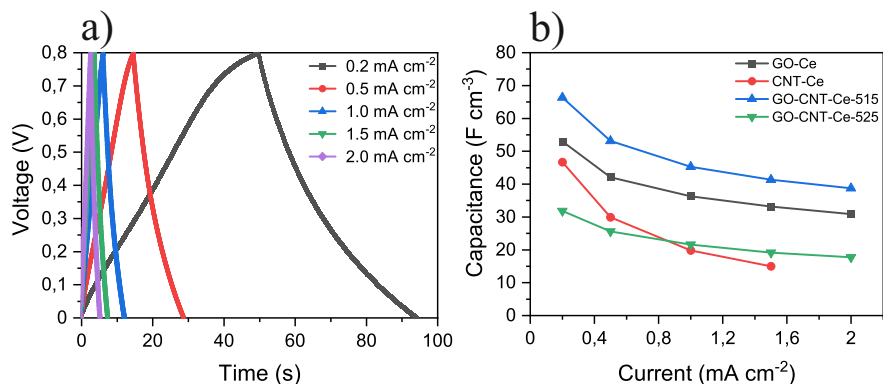 a)
0,8
0,7
0,6
0,5
0,4
0,3
0,2
0,1
0
0 20 40 60 80 100
Voltage (V)
Time (s)
0.2 mA cm⁻²
0.5 mA cm⁻²
1.0 mA cm⁻²
1.5 mA cm⁻²
2.0 mA cm⁻²
b)
80
70
60
50
40
30
20
10
0
0 0,4 0,8 1,2 1,6 2
Capacitance (F cm⁻³)
Current (mA cm⁻²)
GO-Ce
CNT-Ce
GO-CNT-Ce-515
GO-CNT-Ce-525